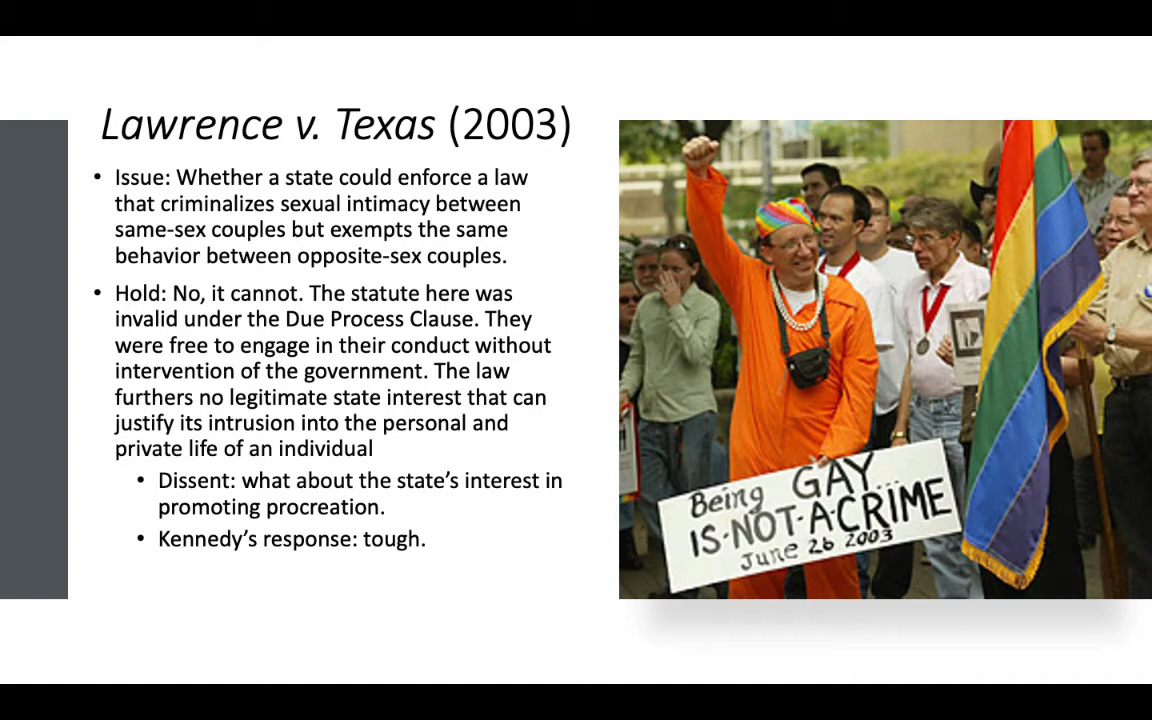 Lawrence v. Texas (2003)
• Issue: Whether a state could enforce a law
that criminalizes sexual intimacy between
same-sex couples but exempts the same
behavior between opposite-sex couples.
• Hold: No, it cannot. The statute here was
invalid under the Due Process Clause. They
were free to engage in their conduct without
intervention of the government. The law
furthers no legitimate state interest that can
justify its intrusion into the personal and
private life of an individual
• Dissent: what about the state's interest in
promoting procreation.
• Kennedy's response: tough.
Being GAY...
IS-NOT-A-CRIME
June 26 2003